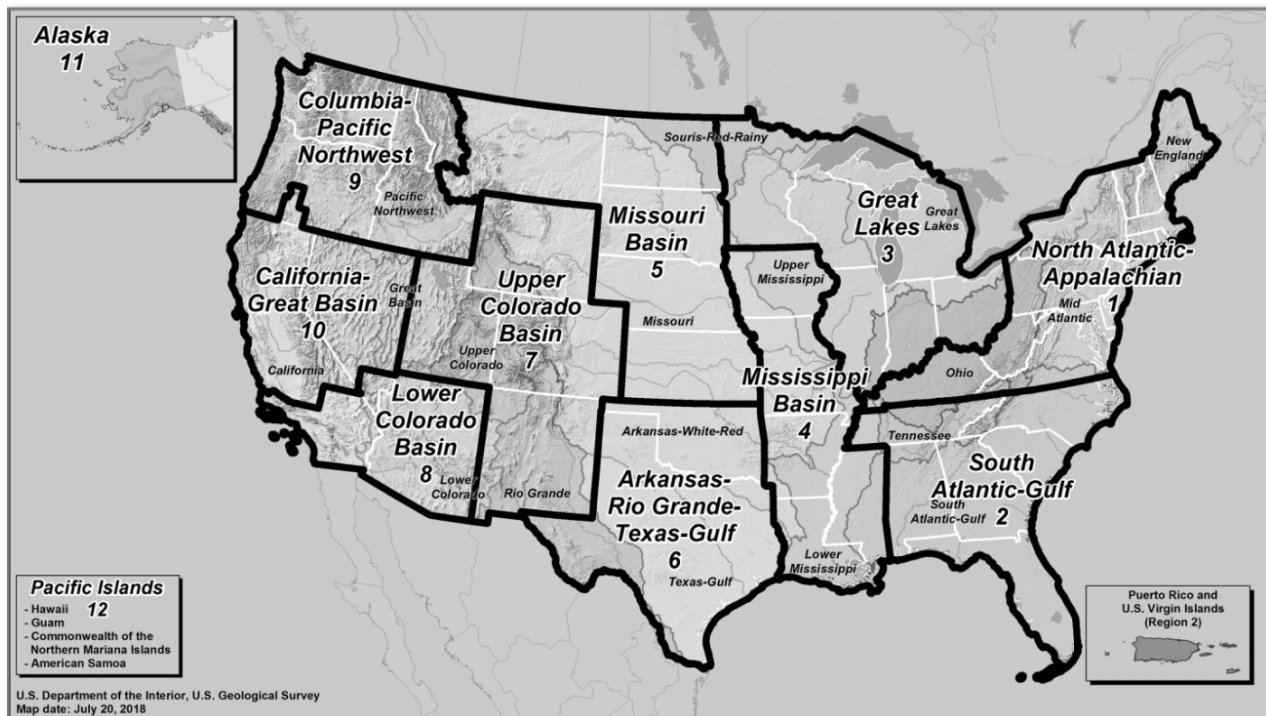 Alaska
11
Columbia-
Pacific
Northwest
9
Pacific
Northwest
Souris-Red-Rainy
Missouri
Basin
5
Missouri
Great
Lakes
3
Great
Lakes
New
England
North Atlantic-
Appalachian
1
Mid
Atlantic
California-
Great Basin
10
Great
Basin
California
Upper
Colorado
Basin
7
Upper
Colorado
Upper
Mississippi
Ohio
Mississippi
Basin
4
Lower
Colorado
Basin
8
Lower
Colorado
Rio Grande
Arkansas-White-Red
Arkansas-
Rio Grande-
Texas-Gulf
6
Texas-Gulf
Lower
Mississippi
Tennessee
South
Atlantic-Gulf
2
South
Atlantic-Gulf
Pacific Islands
12
- Hawaii
- Guam
- Commonwealth of the
Northern Mariana Islands
- American Samoa
Puerto Rico and
U.S. Virgin Islands
(Region 2)
U.S. Department of the Interior, U.S. Geological Survey
Map date: July 20, 2018